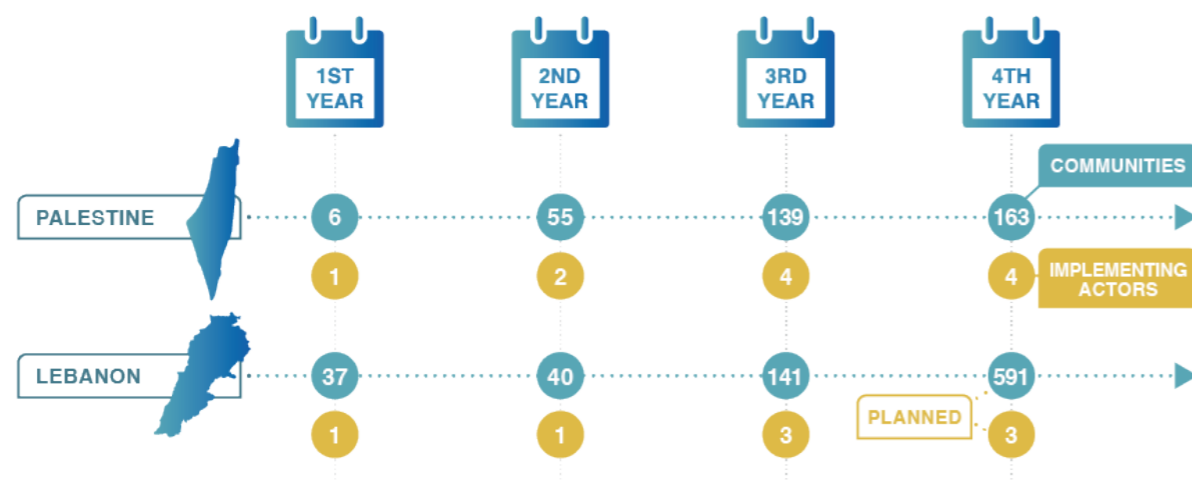 1ST
YEAR
2ND
YEAR
3RD
YEAR
4TH
YEAR
COMMUNITIES
PALESTINE
6
55
139
163
1
2
4
4
IMPLEMENTING
ACTORS
LEBANON
37
40
141
591
PLANNED
1
1
3
3